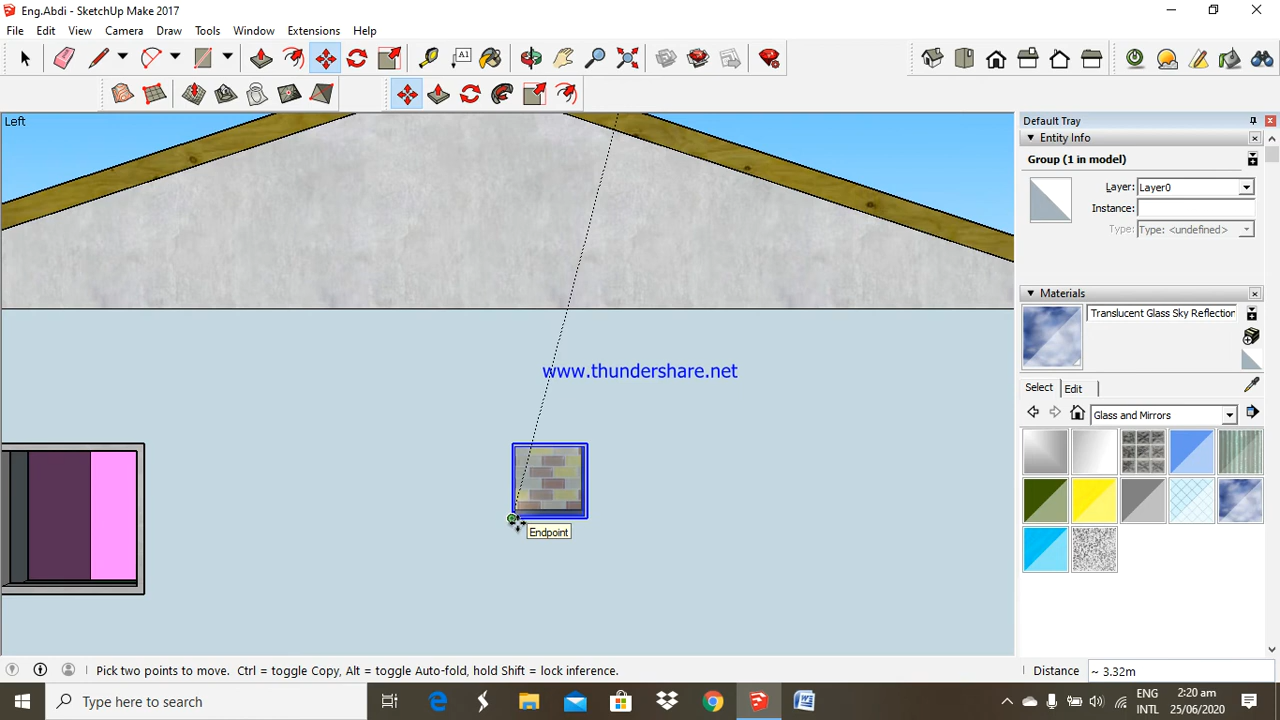 Eng.Abdi - SketchUp Make 2017
File Edit View Camera Draw Tools Window Extensions Help
A1
Left
Default Tray
Entity Info
Group (1 in model)
Layer: Layer0
Instance:
Type: Type: <undefined>
Materials
Translucent Glass Sky Reflection
Select Edit
Glass and Mirrors
www.thundershare.net
Endpoint
Pick two points to move. Ctrl = toggle Copy, Alt = toggle Auto-fold, hold Shift = lock inference.
Distance ~ 3.32m
Type here to search
ENG
INTL
2:20 am
25/06/2020